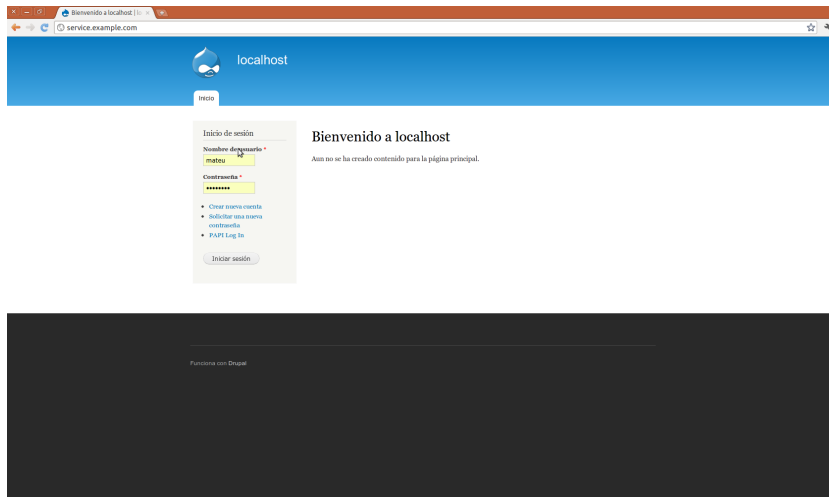 Bienvenido a localhost | lo
service.example.com
localhost
Inicio
Inicio de sesión
Nombre de usuario *
mateu
Contraseña *
••••••••
Crear nueva cuenta
Solicitar una nueva
contraseña
PAPI Log In
Iniciar sesión
Bienvenido a localhost
Aun no se ha creado contenido para la página principal.
Funciona con Drupal